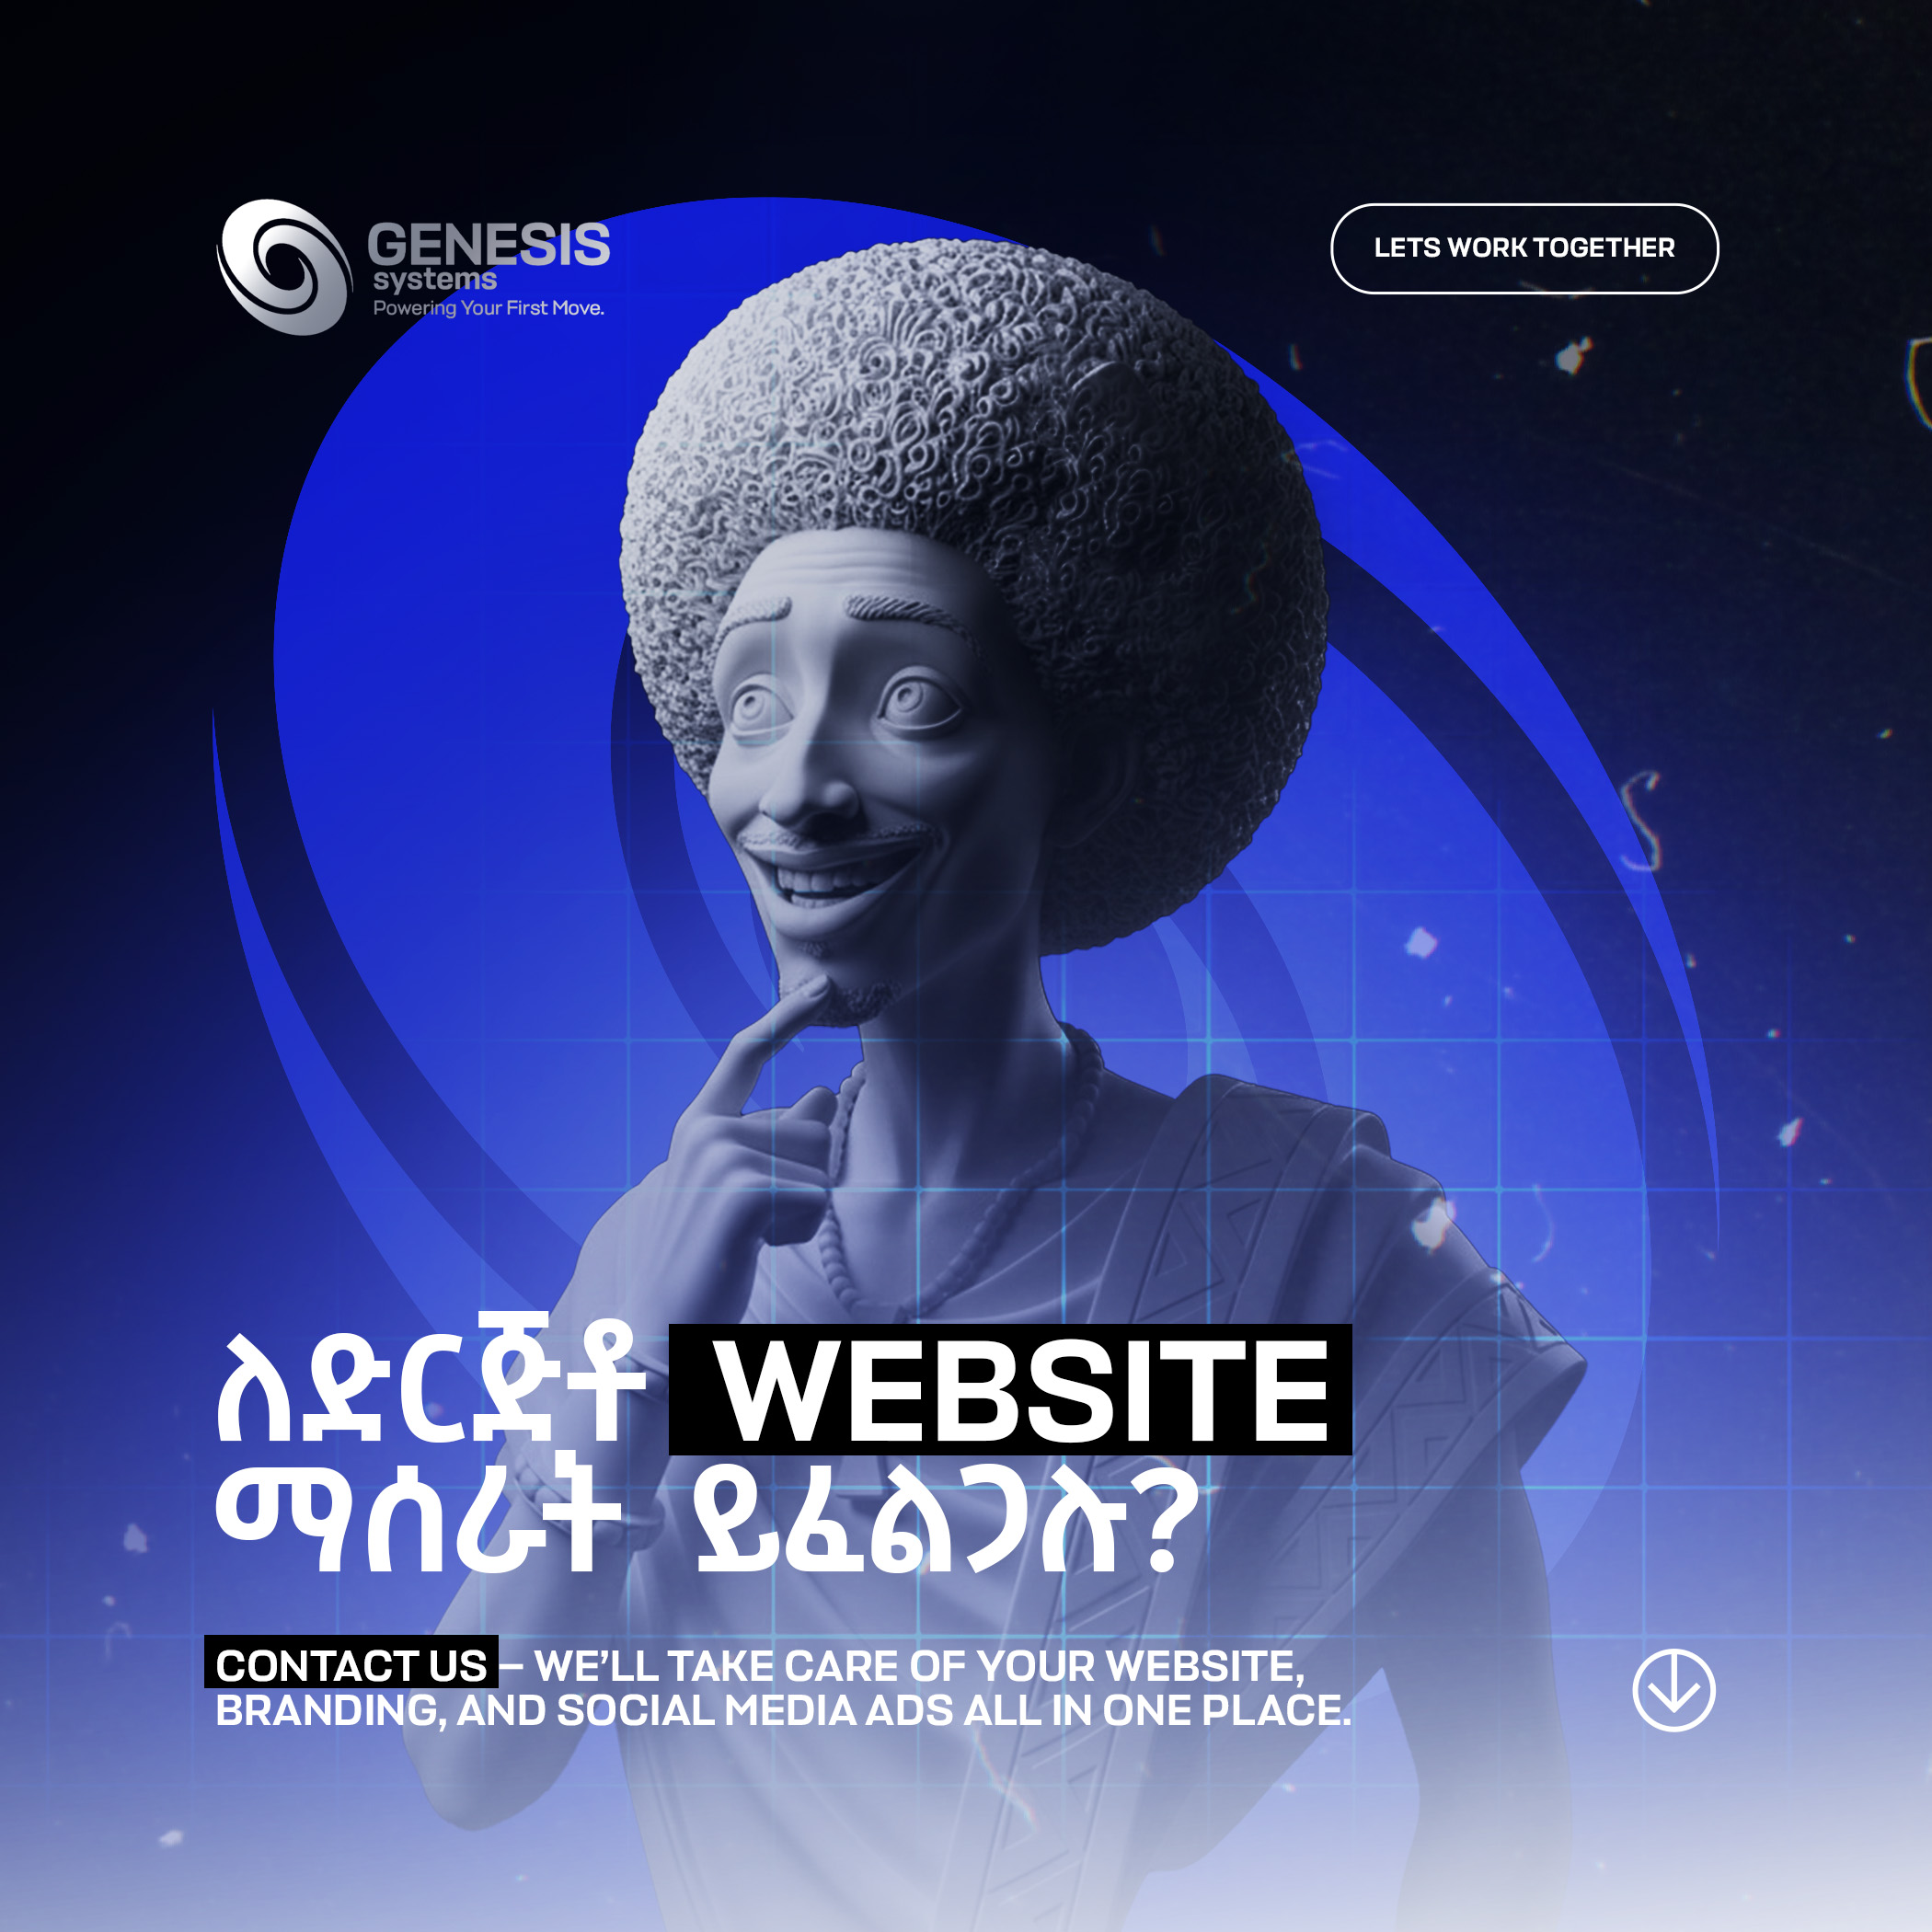 GENESIS
systems
Powering Your First Move.
LETS WORK TOGETHER
ለድርጅቶ WEBSITE
ማሰሪት ይፈልጋሉ?
CONTACT US – WE’LL TAKE CARE OF YOUR WEBSITE,
BRANDING, AND SOCIAL MEDIA ADS ALL IN ONE PLACE.